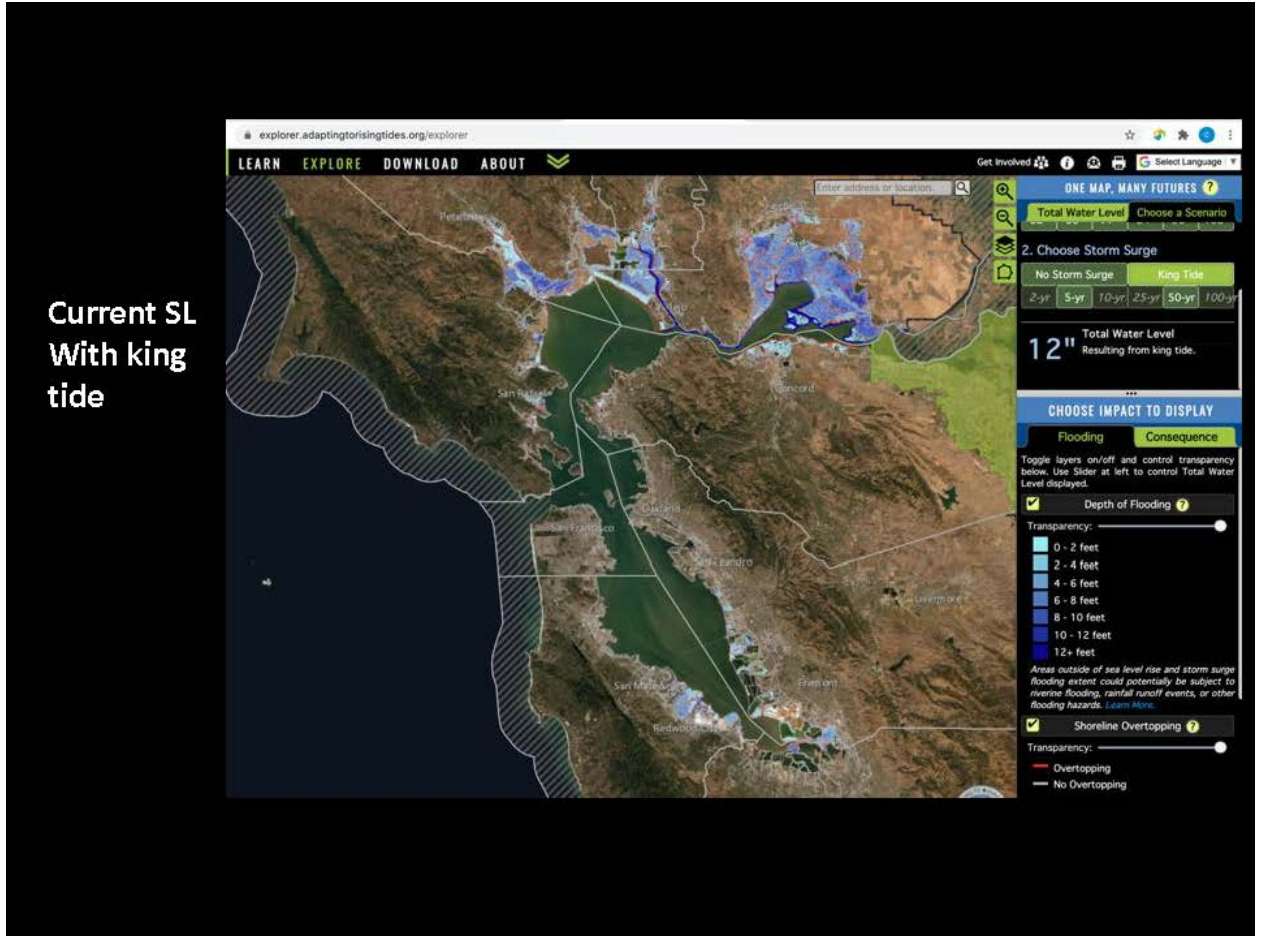 Current SL
With king
tide
explorer.adaptingtorisingtides.org/explorer
LEARN EXPLORE DOWNLOAD ABOUT
Get Involved
Select Language
Enter address or location.
ONE MAP, MANY FUTURES ?
Total Water Level Choose a Scenario
2. Choose Storm Surge
No Storm Surge King Tide
2-yr 5-yr 10-yr 25-yr 50-yr 100-yr
12" Total Water Level
Resulting from king tide.
CHOOSE IMPACT TO DISPLAY
Flooding Consequence
Toggle layers on/off and control transparency
below. Use Slider at left to control Total Water
Level displayed.
Depth of Flooding ?
Transparency:
0 - 2 feet
2 - 4 feet
4 - 6 feet
6 - 8 feet
8 - 10 feet
10 - 12 feet
12+ feet
Areas outside of sea level rise and storm surge
flooding extent could potentially be subject to
riverine flooding, rainfall runoff events, or other
flooding hazards. Learn More.
Shoreline Overtopping ?
Transparency:
Overtopping
No Overtopping
Concord
San Rafael
Oakland
San Francisco
San Leandro
Livermore
Fremont
San Mateo